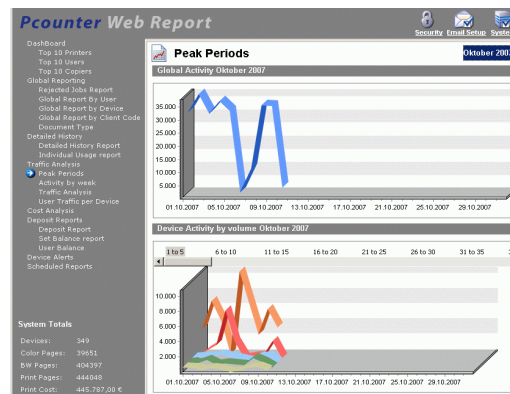 Pcounter Web Report
Security Email Setup System
DashBoard
Top 10 Printers
Top 10 Users
Top 10 Copiers
Global Reporting
Rejected Jobs Report
Global Report By User
Global Report by Device
Global Report by Client Code
Document Type
Detailed History
Detailed History Report
Individual Usage report
Traffic Analysis
Peak Periods
Activity by week
Traffic Analysis
User Traffic per Device
Cost Analysis
Deposit Reports
Deposit Report
Set Balance report
User Balance
Device Alerts
Scheduled Reports
System Totals
Devices: 349
Color Pages: 39651
BW Pages: 404397
Print Pages: 444048
Print Cost: 445.787,00 €
Peak Periods
Oktober 2007
Global Activity Oktober 2007
35.000
30.000
25.000
20.000
15.000
10.000
5.000
01.10.2007 05.10.2007 09.10.2007 13.10.2007 17.10.2007 21.10.2007 25.10.2007 29.10.2007
Device Activity by volume Oktober 2007
1 to 5 6 to 10 11 to 15 16 to 20 21 to 25 26 to 30 31 to 35
10.000
8.000
6.000
4.000
2.000
01.10.2007 05.10.2007 09.10.2007 13.10.2007 17.10.2007 21.10.2007 25.10.2007 29.10.2007